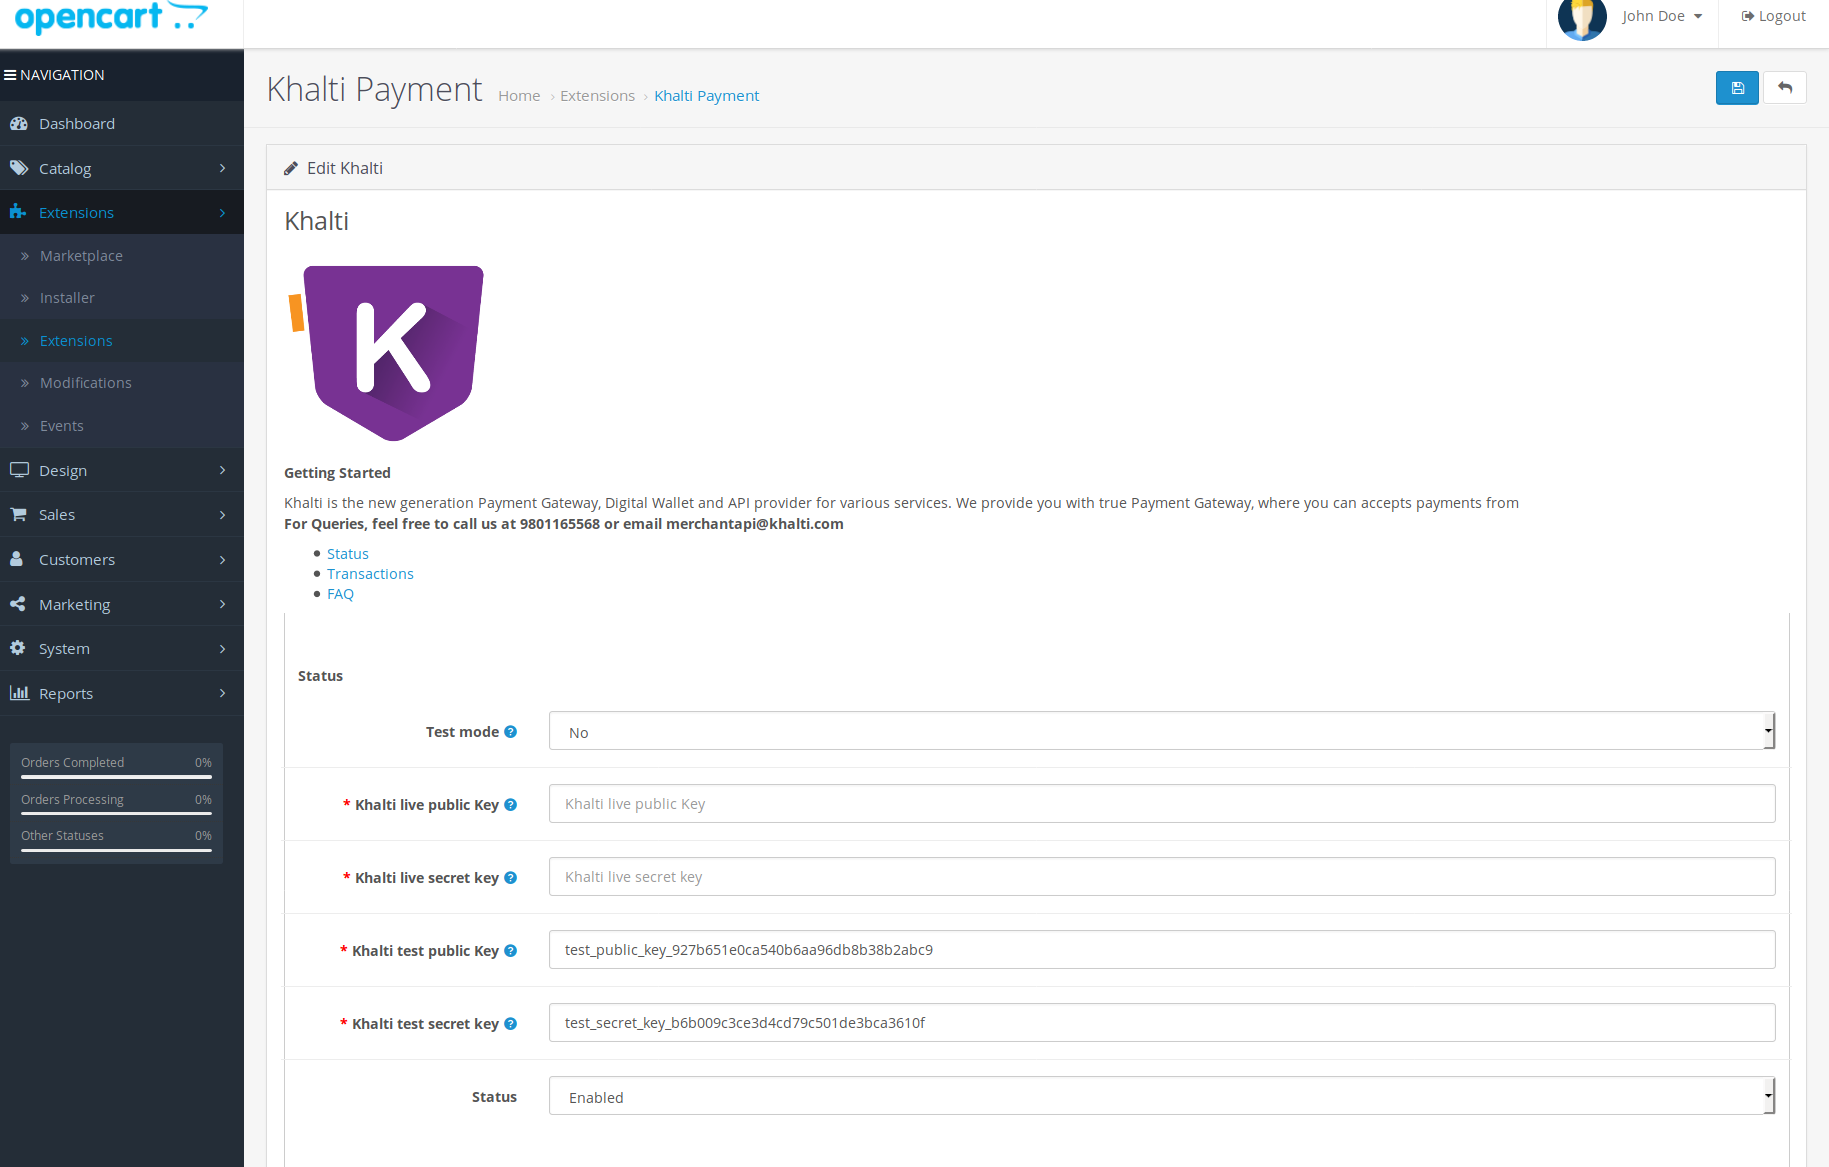 opencart
John Doe
Logout
NAVIGATION
Khalti Payment
Home › Extensions › Khalti Payment
Dashboard
Catalog
Extensions
Marketplace
Installer
Extensions
Modifications
Events
Design
Sales
Customers
Marketing
System
Reports
Orders Completed 0%
Orders Processing 0%
Other Statuses 0%
Edit Khalti
Khalti
K
Getting Started
Khalti is the new generation Payment Gateway, Digital Wallet and API provider for various services. We provide you with true Payment Gateway, where you can accepts payments from
For Queries, feel free to call us at 9801165568 or email merchantapi@khalti.com
Status
Transactions
FAQ
Status
Test mode ? No
* Khalti live public Key ? Khalti live public Key
* Khalti live secret key ? Khalti live secret key
* Khalti test public Key ? test_public_key_927b651e0ca540b6aa96db8b38b2abc9
* Khalti test secret key ? test_secret_key_b6b009c3ce3d4cd79c501de3bca3610f
Status Enabled